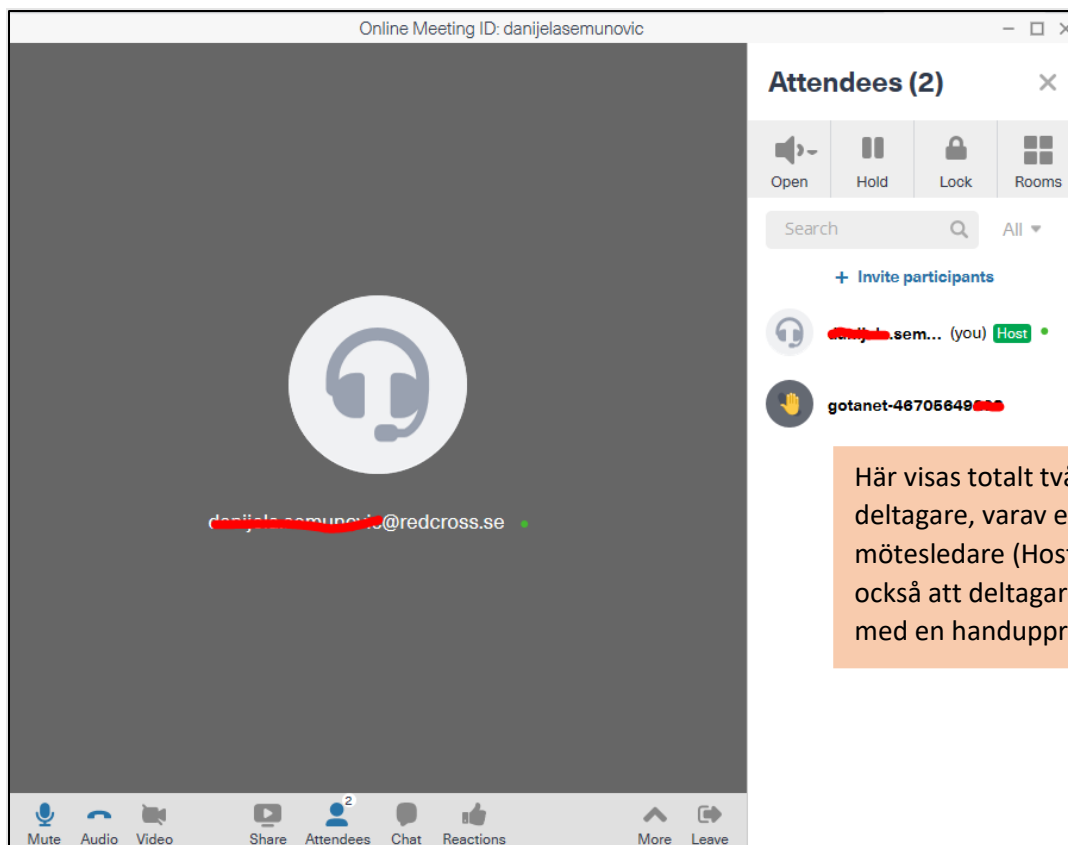 Online Meeting ID: danijelasemunovic
Attendees (2)
Open Hold Lock Rooms
Search All
+ Invite participants
.sem... (you) Host
gotanet-46705649
@redcross.se
Här visas totalt två
deltagare, varav e
mötesledare (Host
också att deltagar
med en handuppr
2
Mute Audio Video Share Attendees Chat Reactions More Leave